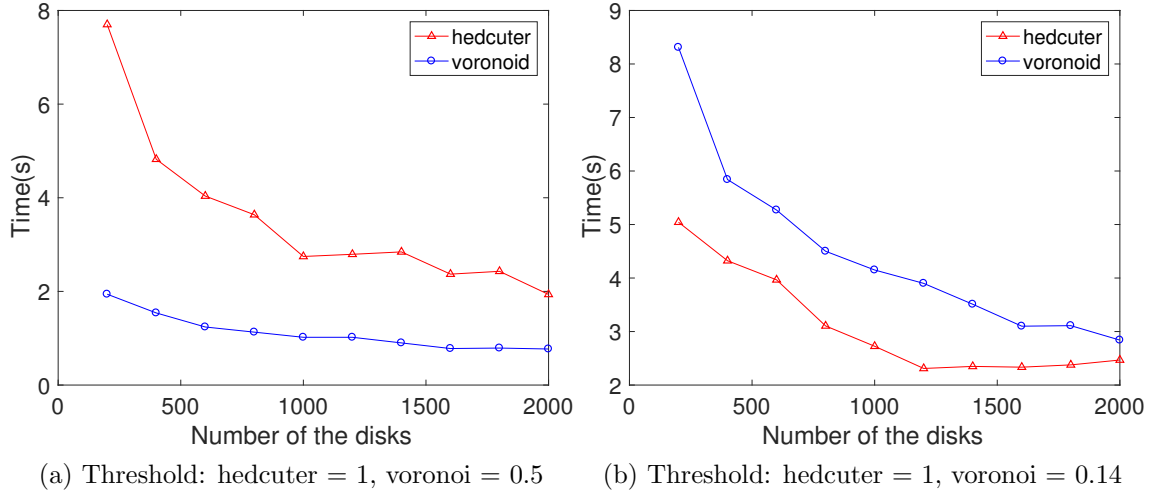 8
6
4
2
0
0
500
1000
1500
2000
Time(s)
Number of the disks
hedcuter
voronoid
(a) Threshold: hedcuter = 1, voronoi = 0.5
9
8
7
6
5
4
3
2
0
500
1000
1500
2000
Time(s)
Number of the disks
hedcuter
voronoid
(b) Threshold: hedcuter = 1, voronoi = 0.14